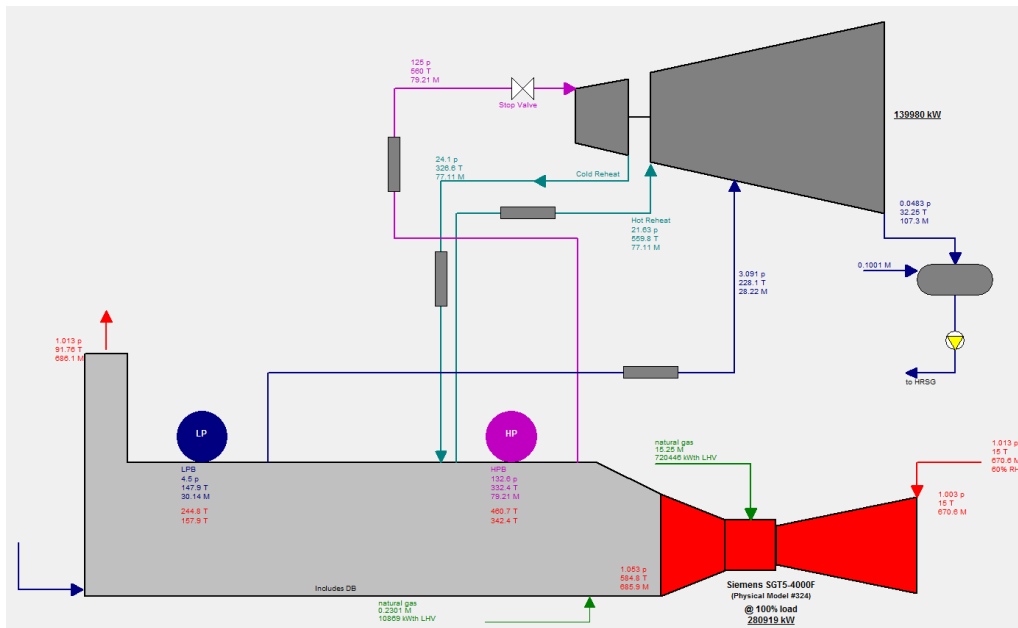 125 p
560 T
79.21 M
Stop Valve
139980 kW
24.1 p
326.6 T
77.11 M
Cold Reheat
Hot Reheat
21.63 p
559.8 T
77.11 M
0.0483 p
32.25 T
107.3 M
0.1001 M
3.091 p
228.1 T
28.22 M
to HRSG
1.013 p
91.76 T
686.1 M
LP
HP
LPB
4.5 p
147.9 T
30.14 M
244.8 T
157.9 T
HPB
132.6 p
332.4 T
79.21 M
460.7 T
342.4 T
natural gas
15.25 M
720446 kWth LHV
1.013 p
15 T
670.6 M
60% RH
1.003 p
15 T
670.6 M
1.053 p
584.8 T
685.9 M
Includes DB
Siemens SGT5-4000F
(Physical Model #324)
@ 100% load
280919 kW
natural gas
0.2301 M
10869 kWth LHV